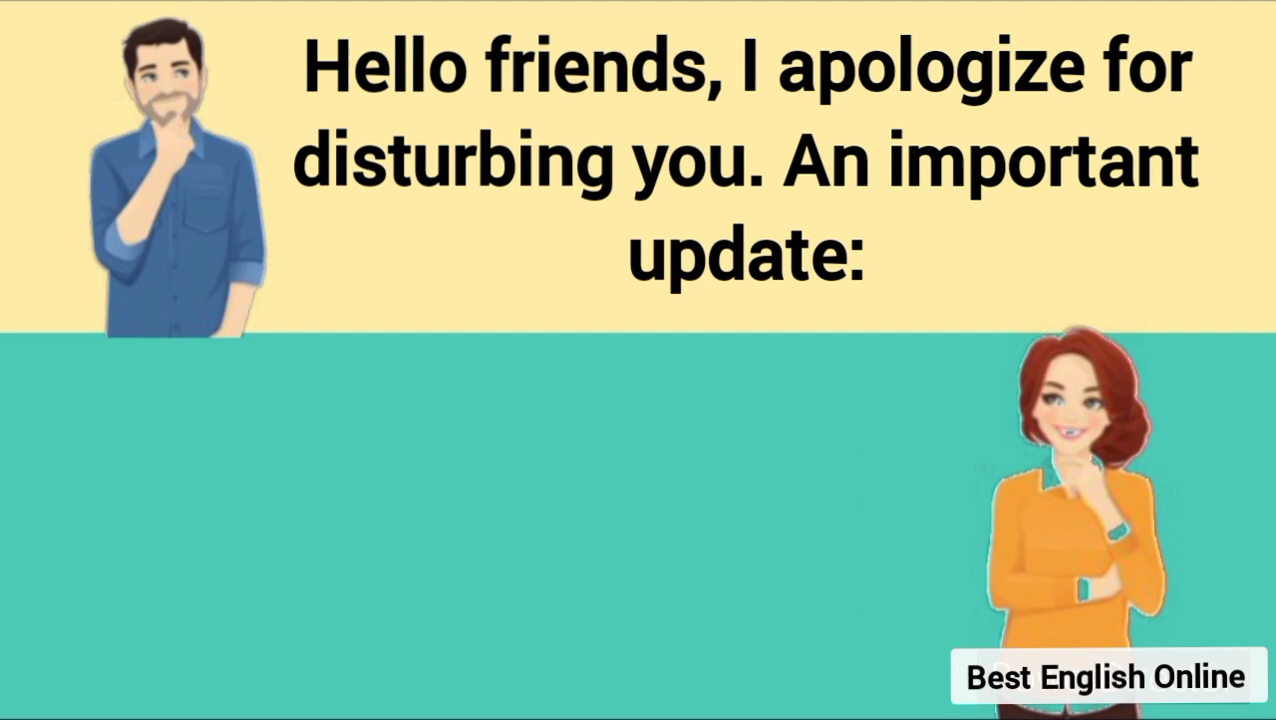 Hello friends, I apologize for
disturbing you. An important
update:
Best English Online